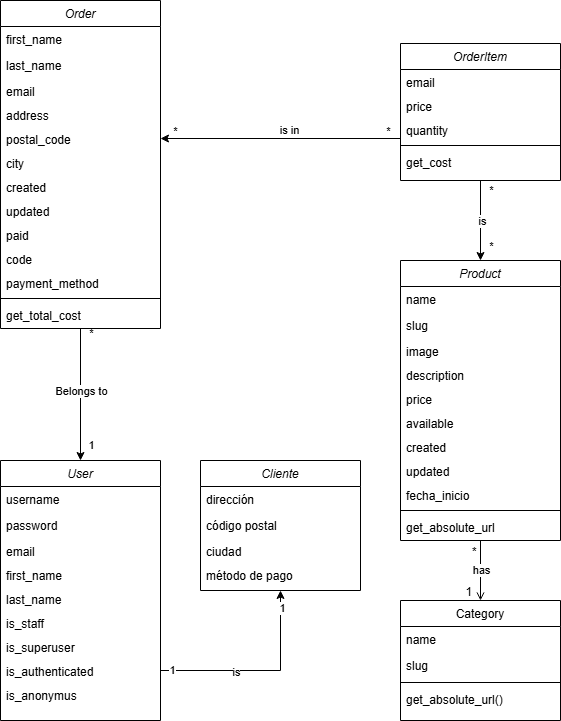 Order
first_name
last_name
email
address
postal_code
city
created
updated
paid
code
payment_method
get_total_cost
*
is in
*
OrderItem
email
price
quantity
get_cost
*
is
*
Product
name
slug
image
description
price
available
created
updated
fecha_inicio
get_absolute_url
*
has
1
Category
name
slug
get_absolute_url()
*
Belongs to
1
User
username
password
email
first_name
last_name
is_staff
is_superuser
is_authenticated
is_anonymus
1
is
1
Cliente
dirección
código postal
ciudad
método de pago